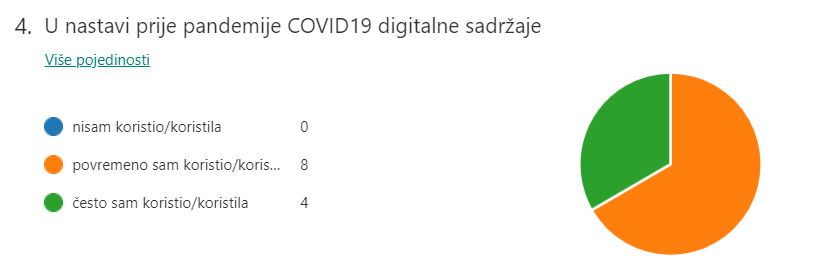 4. U nastavi prije pandemije COVID19 digitalne sadržaje
Više pojedinosti
nisam koristio/koristila 0
povremeno sam koristio/koris... 8
često sam koristio/koristila 4